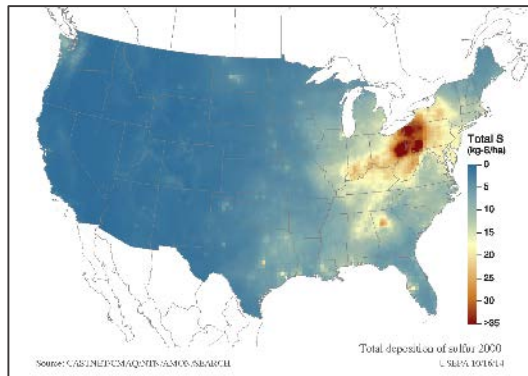 Total S
(kg-S/ha)
0
5
10
15
20
25
30
>35
Total deposition of sulfur 2000
Source: CASTNET/CMAQ/NTN/AMON/SEARCH
USEPA 10/16/14